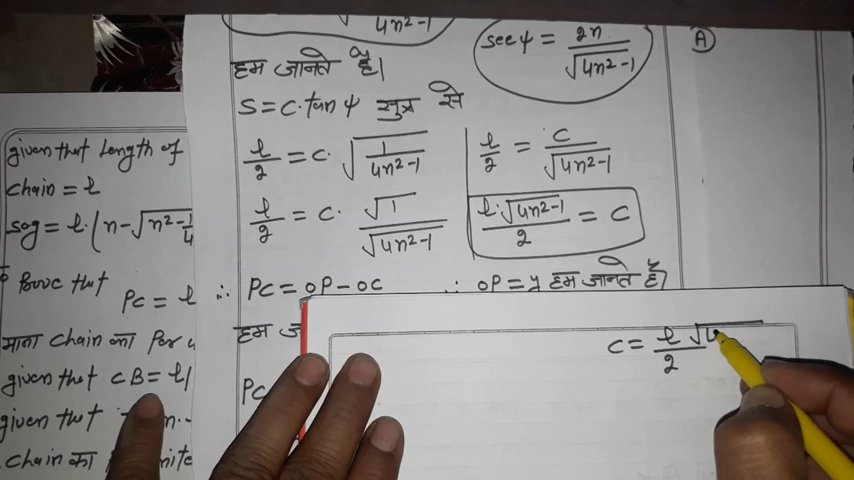 given that Length of
chain = l
sag = l. (n - √n² - 1/4
Prove that
PC = l
माना chain का
given that CB = l/
given that
chain का
√4n²-1
sec ψ = 2n/√4n²-1
A
हम जानते है।
S = C. tan ψ सुत्र से
l/2 = C. √1/4n²-1
l/2 = C. √1/√4n²-1
l/2 = C/√4n²-1
l.√4n²-1/2 = C
∴ PC = OP - OC ∴ OP = y हम जानते है।
हम
PC
C = l/2 √4